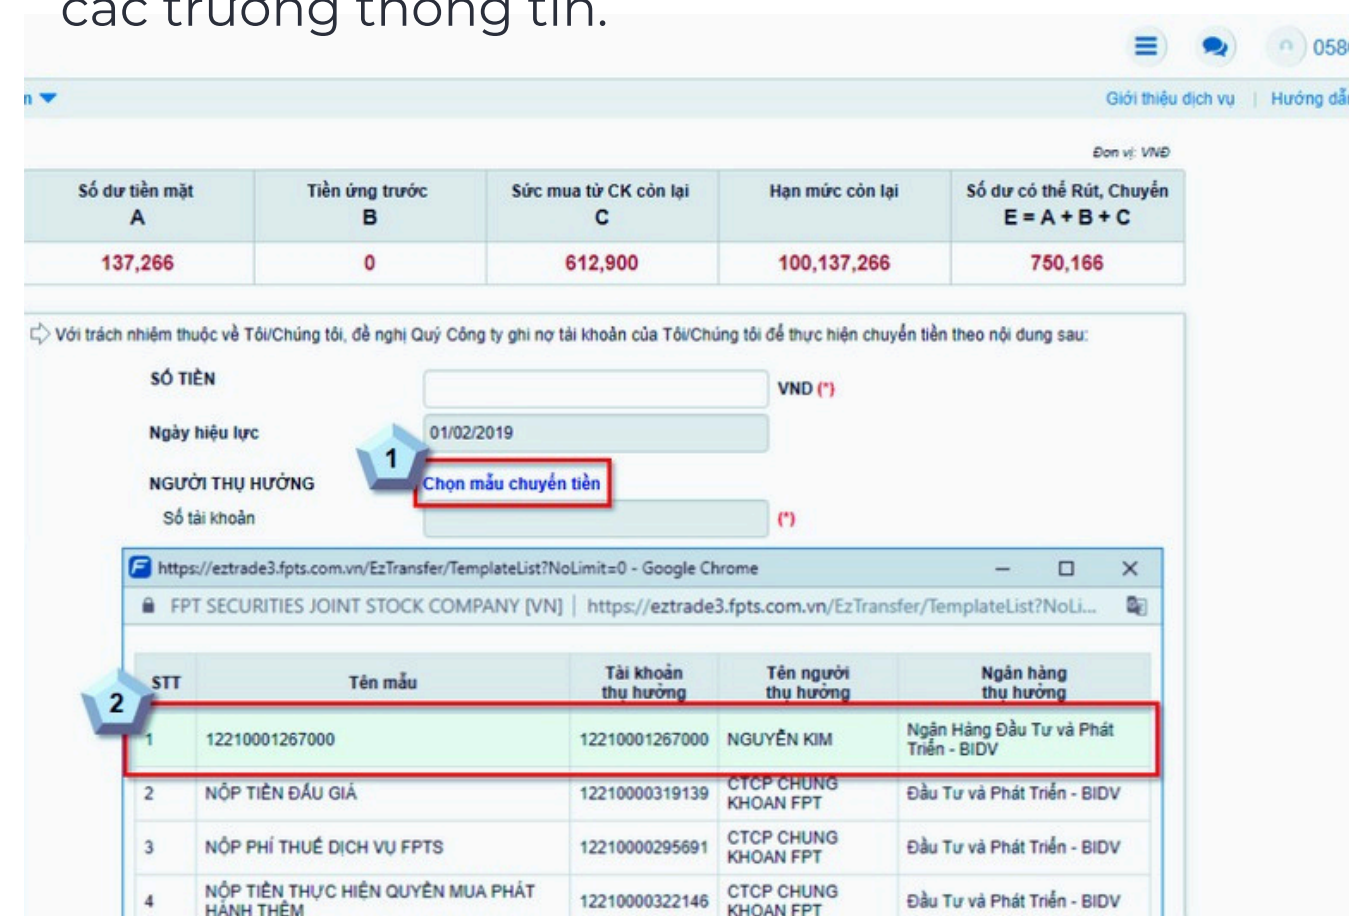 các trường thông tin.
058
Giới thiệu dịch vụ | Hướng dẫn
Đơn vị: VNĐ
Số dư tiền mặt
A
Tiền ứng trước
B
Sức mua từ CK còn lại
C
Hạn mức còn lại
Số dư có thể Rút, Chuyển
E = A + B + C
137,266
0
612,900
100,137,266
750,166
Với trách nhiệm thuộc về Tôi/Chúng tôi, đề nghị Quý Công ty ghi nợ tài khoản của Tôi/Chúng tôi để thực hiện chuyển tiền theo nội dung sau:
SỐ TIỀN
VND (*)
Ngày hiệu lực
01/02/2019
1
NGƯỜI THỤ HƯỞNG
Chọn mẫu chuyển tiền
Số tài khoản
(*)
https://eztrade3.fpts.com.vn/EzTransfer/TemplateList?NoLimit=0 - Google Chrome
FPT SECURITIES JOINT STOCK COMPANY [VN] | https://eztrade3.fpts.com.vn/EzTransfer/TemplateList?NoLi...
2
STT
Tên mẫu
Tài khoản
thụ hưởng
Tên người
thụ hưởng
Ngân hàng
thụ hưởng
1
12210001267000
12210001267000
NGUYỄN KIM
Ngân Hàng Đầu Tư và Phát
Triển - BIDV
2
NỘP TIỀN ĐẤU GIÁ
12210000319139
CTCP CHUNG
KHOAN FPT
Đầu Tư và Phát Triển - BIDV
3
NỘP PHÍ THUẾ DỊCH VỤ FPTS
12210000295691
CTCP CHUNG
KHOAN FPT
Đầu Tư và Phát Triển - BIDV
4
NỘP TIỀN THỰC HIỆN QUYỀN MUA PHÁT
HÀNH THÊM
12210000322146
CTCP CHUNG
KHOAN FPT
Đầu Tư và Phát Triển - BIDV